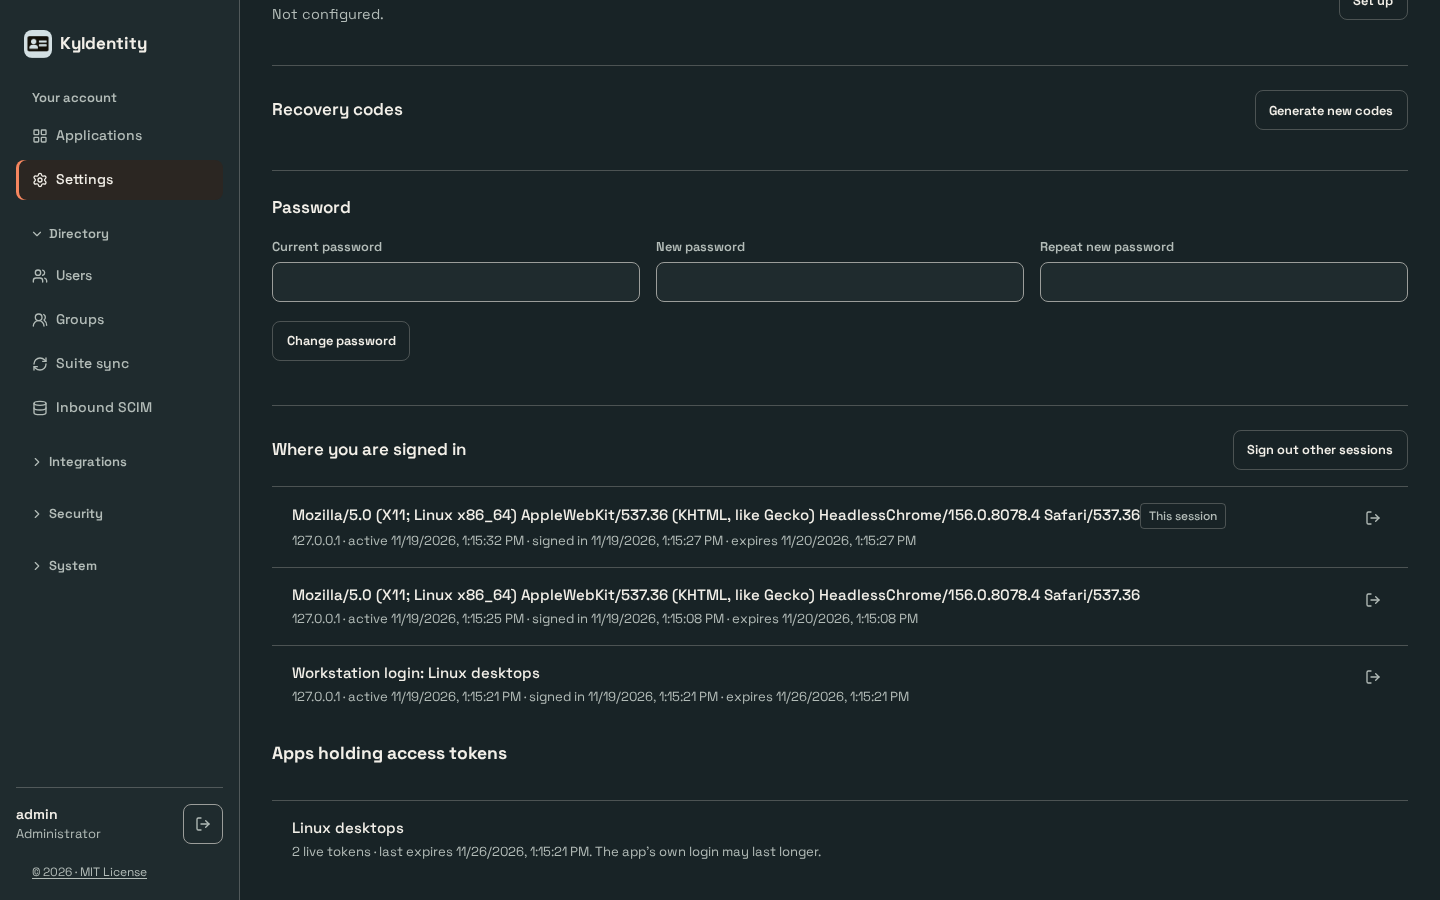 KyIdentity
Your account
Applications
Settings
Directory
Users
Groups
Suite sync
Inbound SCIM
Integrations
Security
System
admin
Administrator
© 2026 · MIT License
Not configured.
Set up
Recovery codes
Generate new codes
Password
Current password
New password
Repeat new password
Change password
Where you are signed in
Sign out other sessions
Mozilla/5.0 (X11; Linux x86_64) AppleWebKit/537.36 (KHTML, like Gecko) HeadlessChrome/156.0.8078.4 Safari/537.36 This session
127.0.0.1 · active 11/19/2026, 1:15:32 PM · signed in 11/19/2026, 1:15:27 PM · expires 11/20/2026, 1:15:27 PM
Mozilla/5.0 (X11; Linux x86_64) AppleWebKit/537.36 (KHTML, like Gecko) HeadlessChrome/156.0.8078.4 Safari/537.36
127.0.0.1 · active 11/19/2026, 1:15:25 PM · signed in 11/19/2026, 1:15:08 PM · expires 11/20/2026, 1:15:08 PM
Workstation login: Linux desktops
127.0.0.1 · active 11/19/2026, 1:15:21 PM · signed in 11/19/2026, 1:15:21 PM · expires 11/26/2026, 1:15:21 PM
Apps holding access tokens
Linux desktops
2 live tokens · last expires 11/26/2026, 1:15:21 PM. The app's own login may last longer.